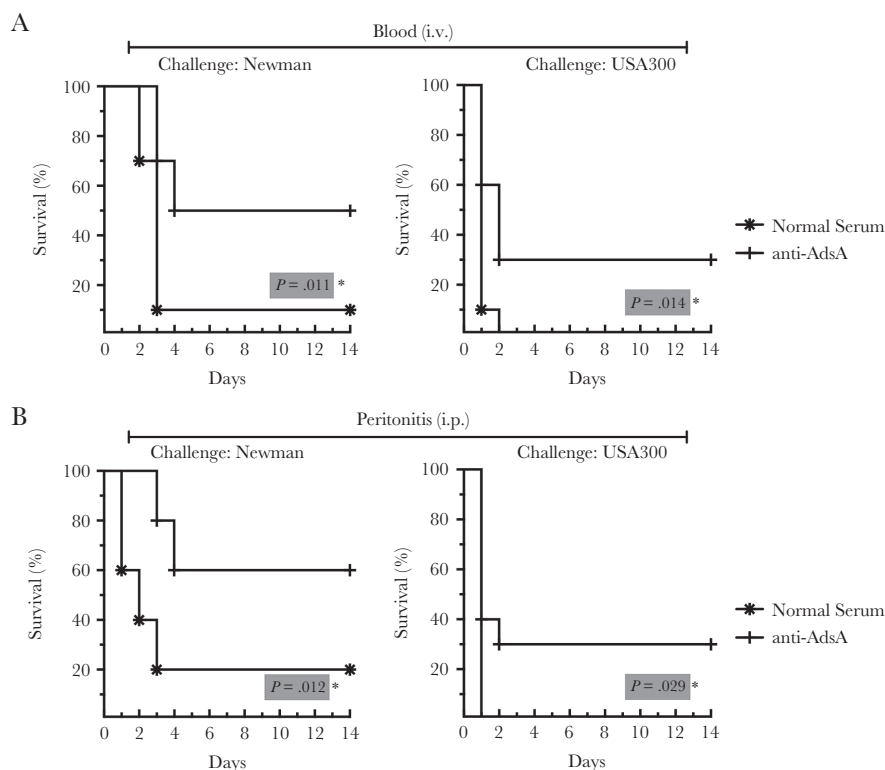 A
Blood (i.v.)
Challenge: Newman
Challenge: USA300
Survival (%)
100
80
60
40
20
P = .011 *
0 2 4 6 8 10 12 14
Days
Survival (%)
100
80
60
40
20
P = .014 *
0 2 4 6 8 10 12 14
Days
Normal Serum
anti-AdsA
B
Peritonitis (i.p.)
Challenge: Newman
Challenge: USA300
Survival (%)
100
80
60
40
20
P = .012 *
0 2 4 6 8 10 12 14
Days
Survival (%)
100
80
60
40
20
P = .029 *
0 2 4 6 8 10 12 14
Days
Normal Serum
anti-AdsA